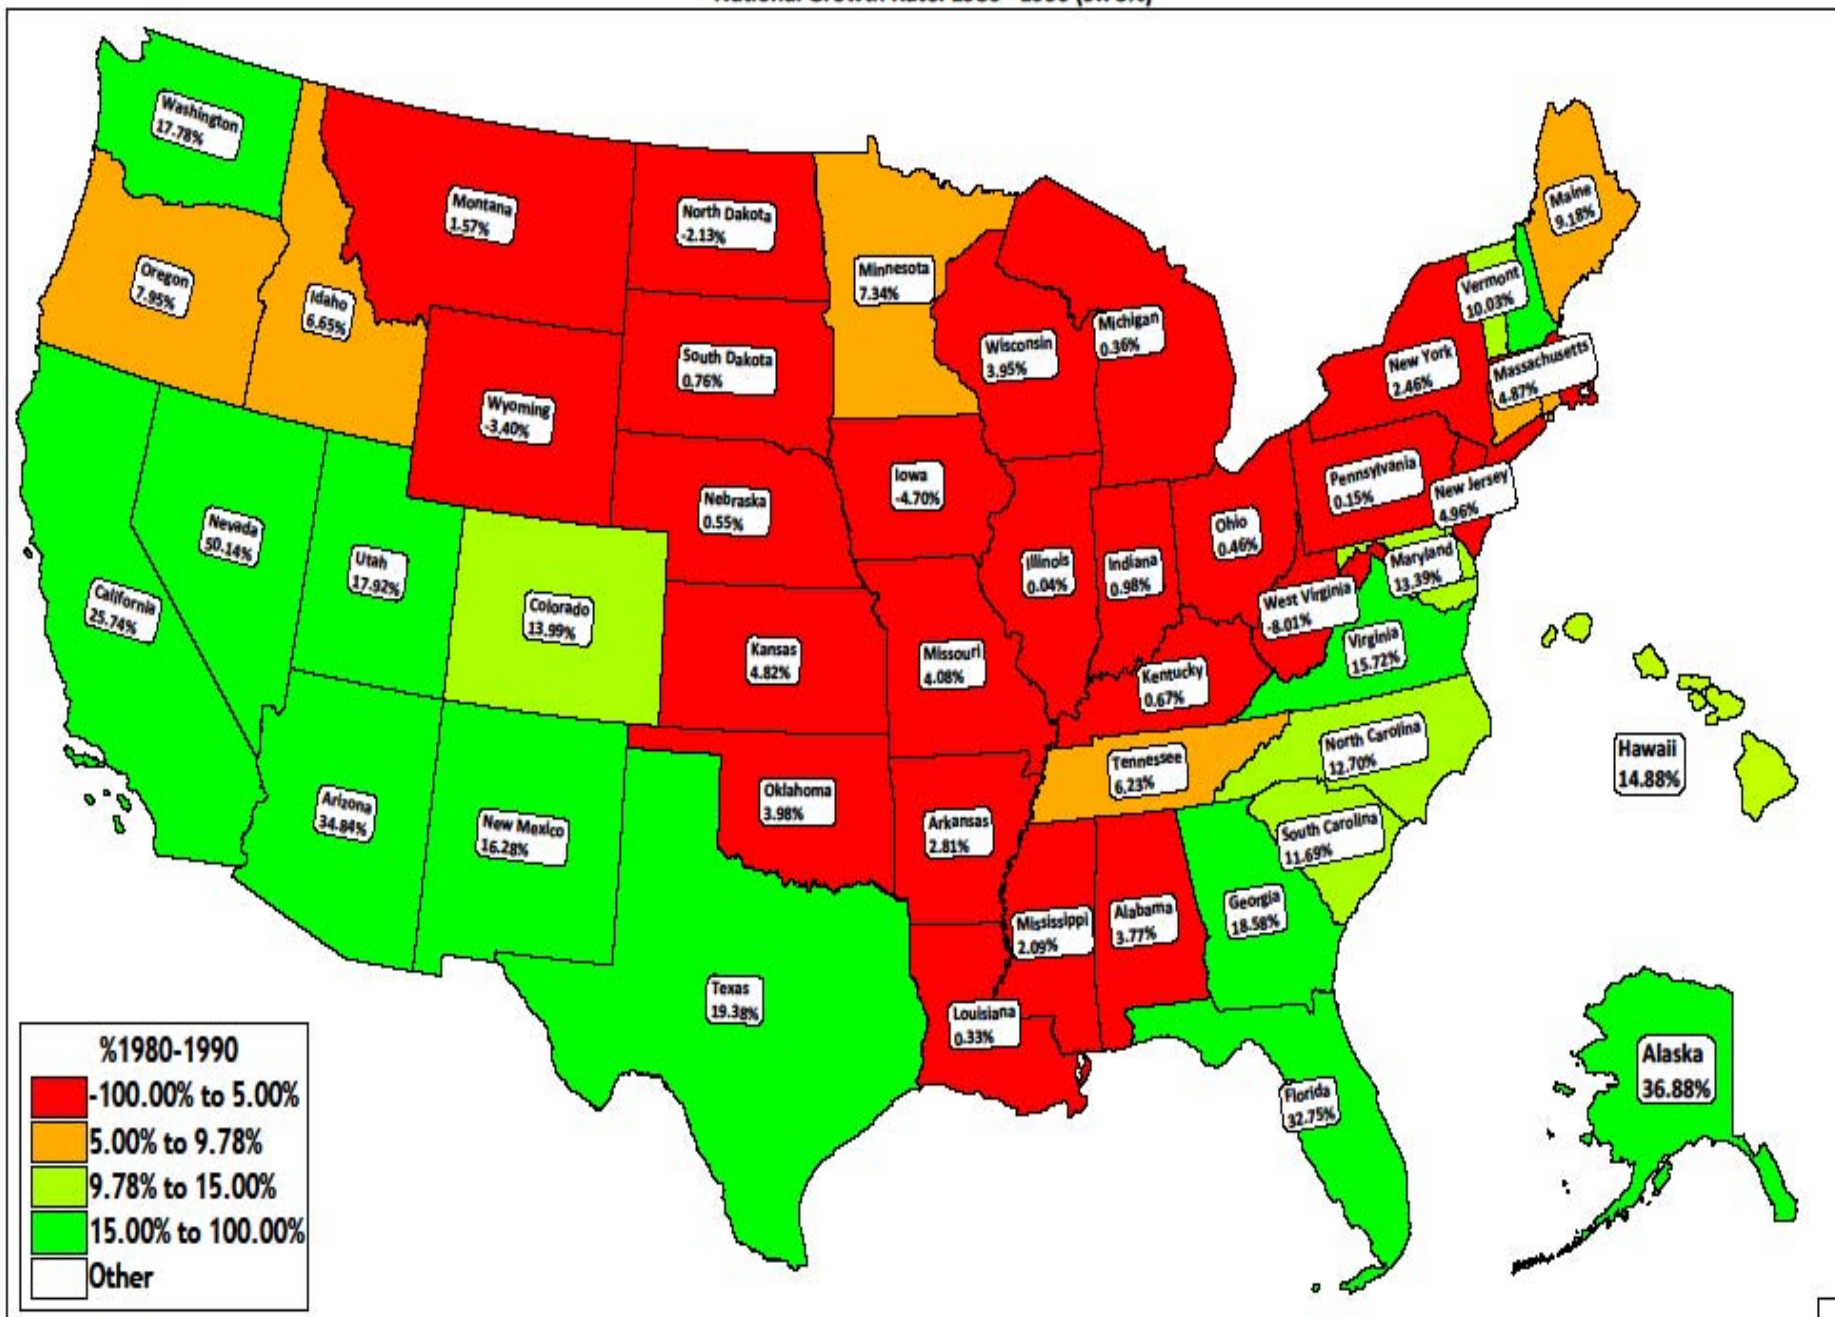 Washington
17.78%
Montana
1.57%
North Dakota
-2.13%
Minnesota
7.34%
Maine
9.18%
Oregon
7.95%
Idaho
6.65%
Vermont
10.03%
Michigan
0.36%
Wisconsin
3.95%
South Dakota
0.76%
New York
2.46%
Massachusetts
4.87%
Wyoming
-3.40%
Iowa
-4.70%
Nebraska
0.55%
Pennsylvania
0.15%
New Jersey
4.96%
Nevada
50.14%
Utah
17.92%
Ohio
0.46%
Illinois
0.04%
Indiana
0.98%
Maryland
13.39%
California
25.74%
Colorado
13.99%
West Virginia
-8.01%
Virginia
15.72%
Kansas
4.82%
Missouri
4.08%
Kentucky
0.67%
North Carolina
12.70%
Tennessee
6.23%
Hawaii
14.88%
Arizona
34.84%
New Mexico
16.28%
Oklahoma
3.98%
Arkansas
2.81%
South Carolina
11.69%
Mississippi
2.09%
Alabama
3.77%
Georgia
18.58%
Texas
19.38%
Louisiana
0.33%
Florida
32.75%
Alaska
36.88%
%1980-1990
-100.00% to 5.00%
5.00% to 9.78%
9.78% to 15.00%
15.00% to 100.00%
Other